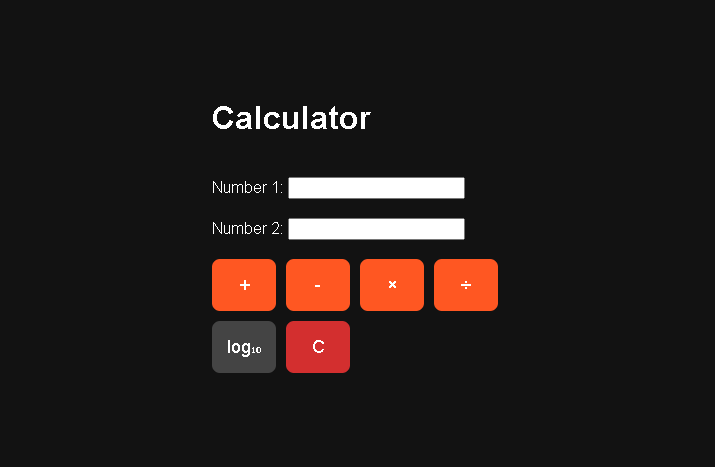 Calculator
Number 1:
Number 2:
+ - × ÷
log₁₀ C